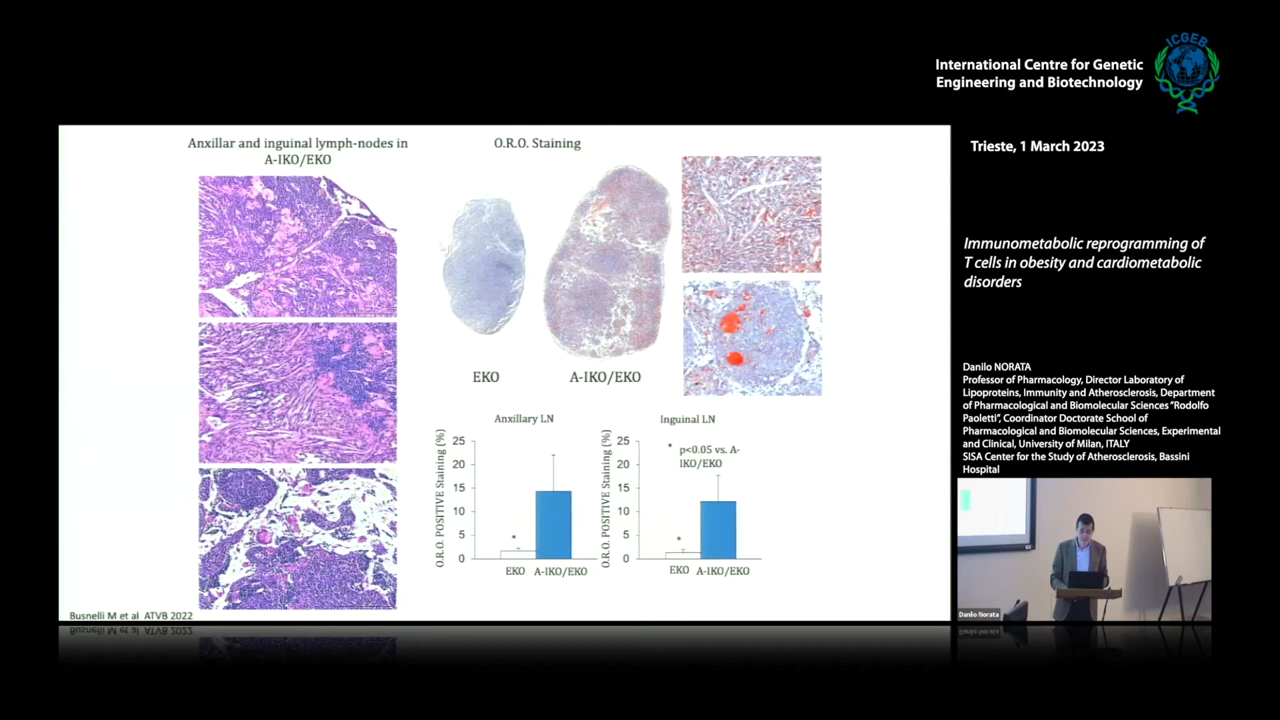 ICGEB
International Centre for Genetic
Engineering and Biotechnology
Trieste, 1 March 2023
Immunometabolic reprogramming of
T cells in obesity and cardiometabolic
disorders
Danilo NORATA
Professor of Pharmacology, Director Laboratory of
Lipoproteins, Immunity and Atherosclerosis, Department
of Pharmacological and Biomolecular Sciences "Rodolfo
Paoletti", Coordinator Doctorate School of
Pharmacological and Biomolecular Sciences, Experimental
and Clinical, University of Milan, ITALY
SISA Center for the Study of Atherosclerosis, Bassini
Hospital
Danilo Norata
Anxillar and inguinal lymph-nodes in
A-IKO/EKO
O.R.O. Staining
EKO
A-IKO/EKO
Anxillary LN
O.R.O. POSITIVE Staining (%)
25
20
15
10
5
0
*
EKO A-IKO/EKO
Inguinal LN
O.R.O. POSITIVE Staining (%)
25
20
15
10
5
0
* p<0.05 vs. A-
IKO/EKO
*
EKO A-IKO/EKO
Busnelli M et al ATVB 2022